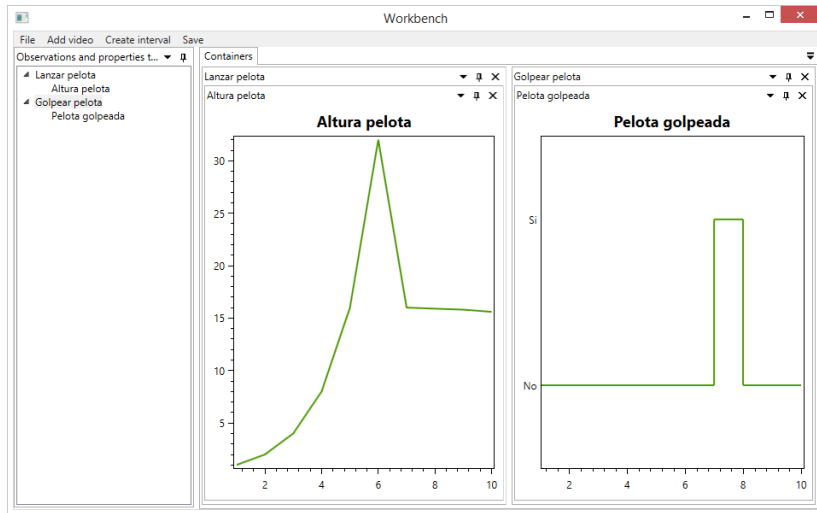 Workbench
File Add video Create interval Save
Observations and properties t...
Lanzar pelota
Altura pelota
Golpear pelota
Pelota golpeada
Containers
Lanzar pelota
Altura pelota
Altura pelota
30
25
20
15
10
5
2 4 6 8 10
Golpear pelota
Pelota golpeada
Pelota golpeada
Si
No
2 4 6 8 10